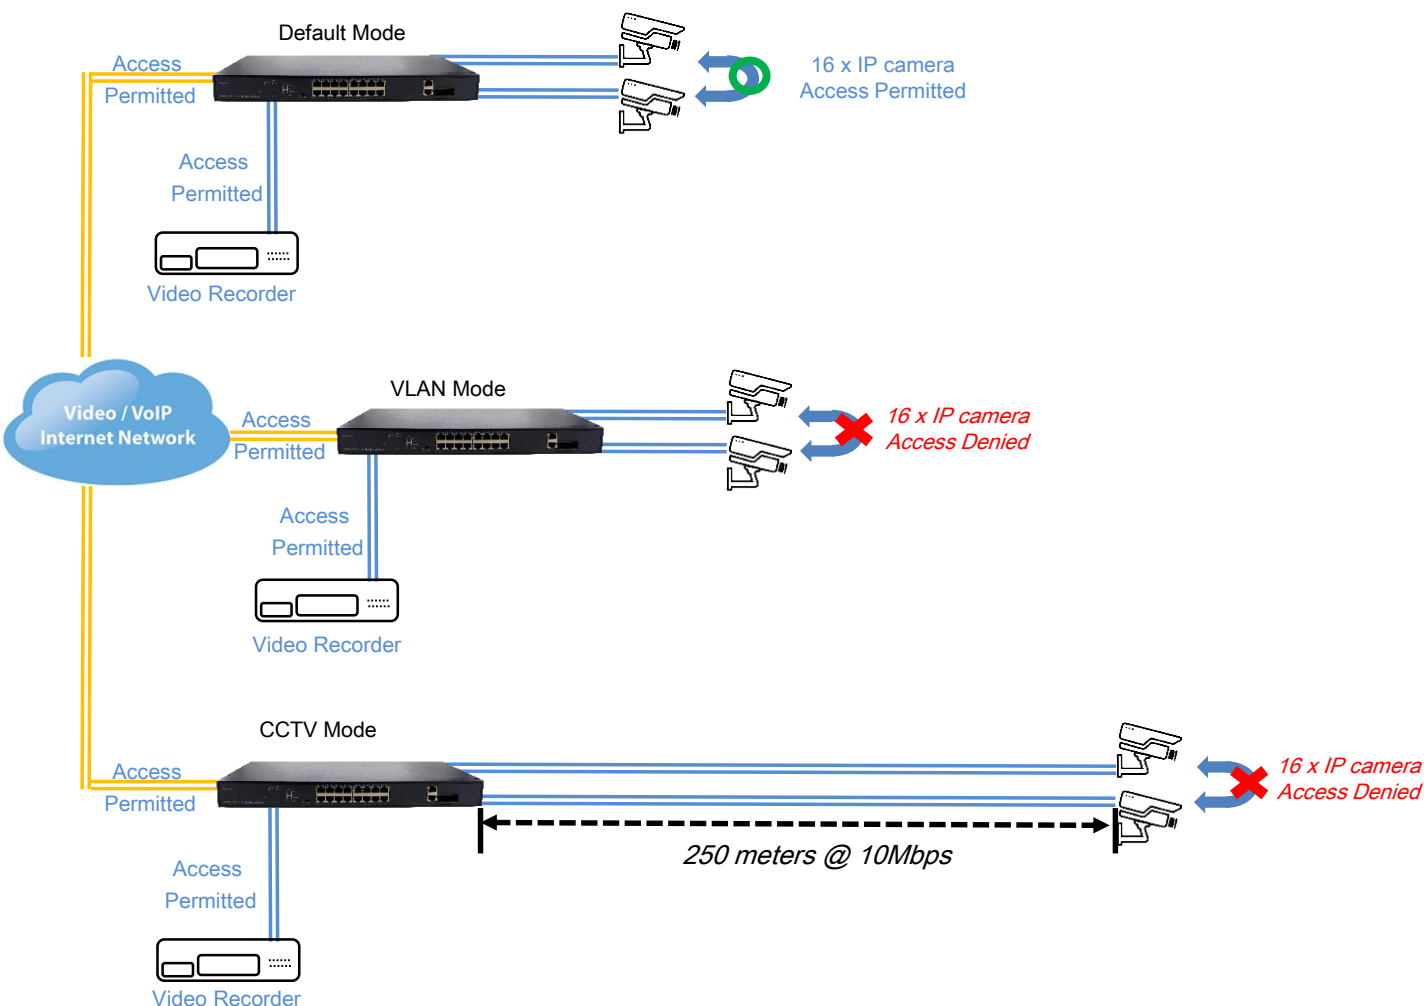 Default Mode
Access
Permitted
16 x IP camera
Access Permitted
Access
Permitted
Video Recorder
VLAN Mode
Video / VoIP
Internet Network
Access
Permitted
16 x IP camera
Access Denied
Access
Permitted
Video Recorder
CCTV Mode
Access
Permitted
16 x IP camera
Access Denied
250 meters @ 10Mbps
Access
Permitted
Video Recorder